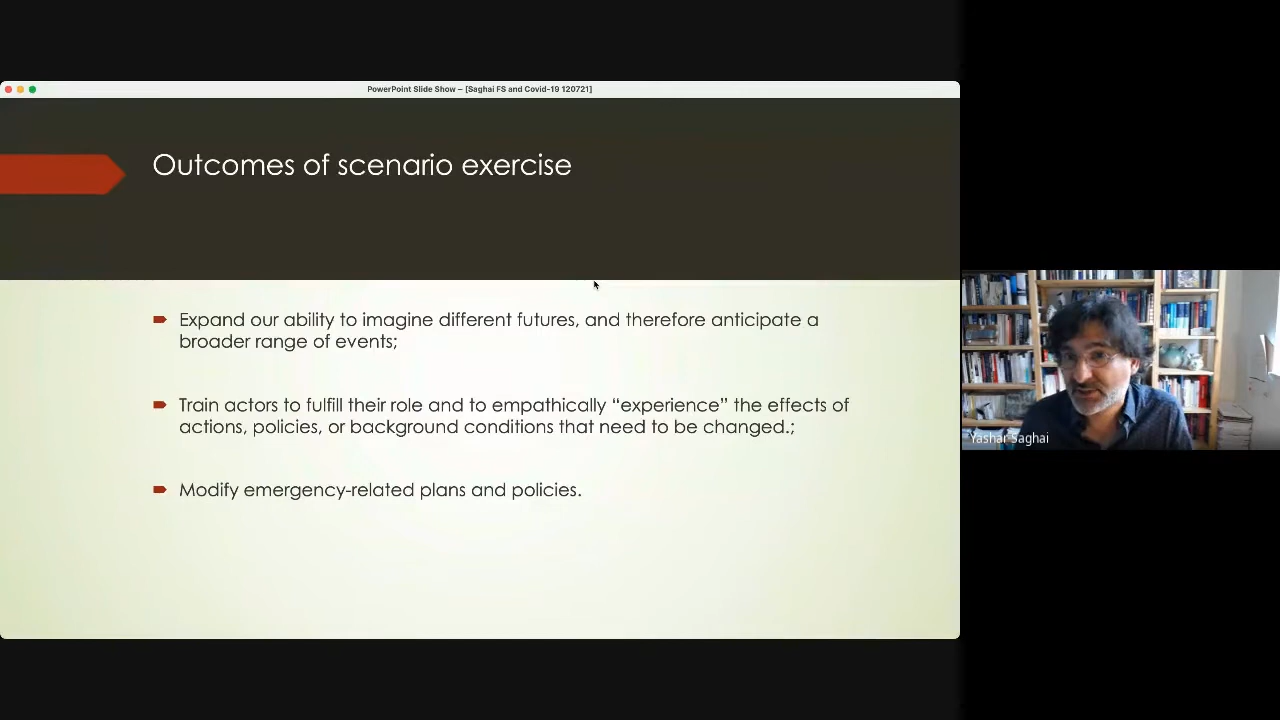 PowerPoint Slide Show – [Saghai FS and Covid-19 120721]
Outcomes of scenario exercise
Expand our ability to imagine different futures, and therefore anticipate a
broader range of events;
Train actors to fulfill their role and to empathically “experience” the effects of
actions, policies, or background conditions that need to be changed.;
Modify emergency-related plans and policies.
Yashar Saghai